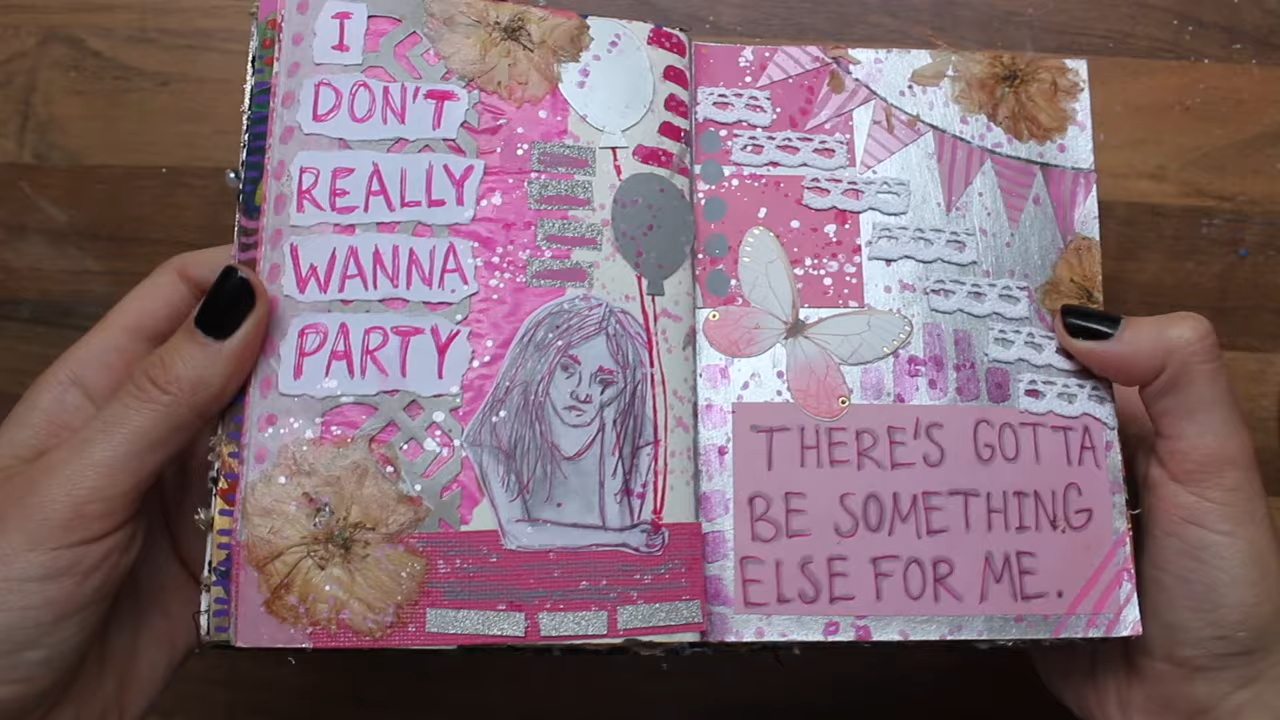 I
DON'T
REALLY
WANNA
PARTY
THERE'S GOTTA
BE SOMETHING
ELSE FOR ME.